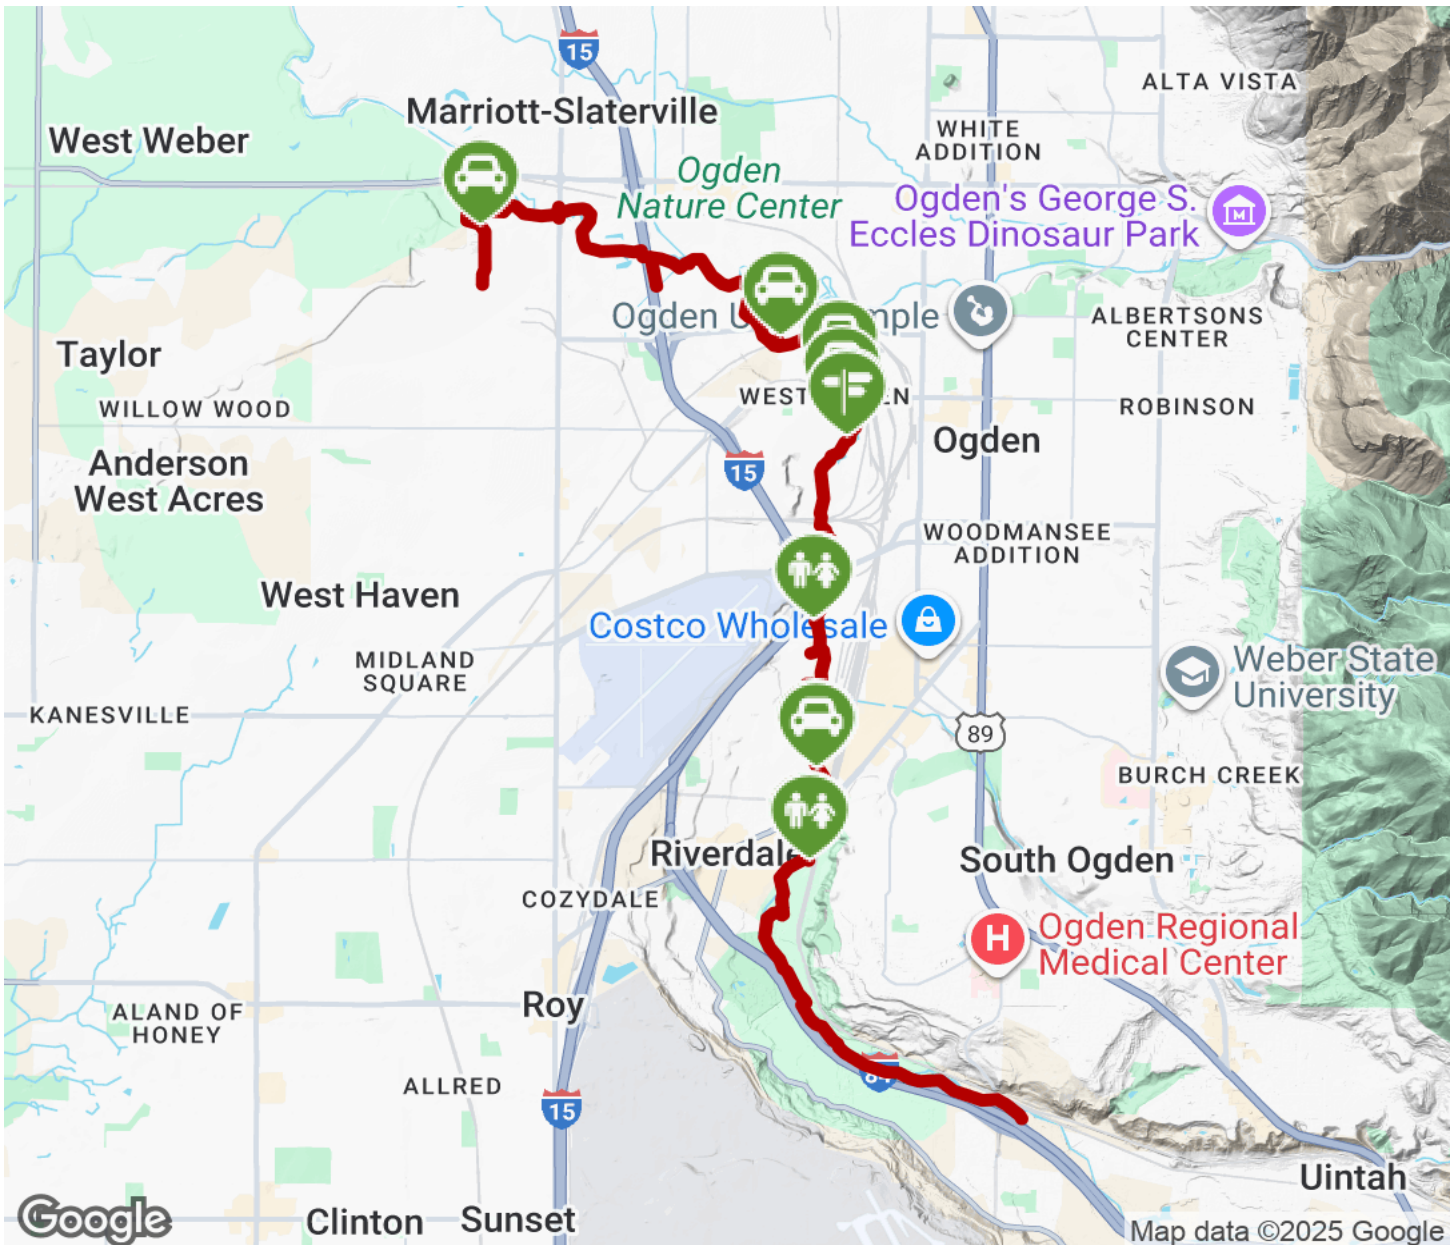 15
ALTA VISTA
Marriott-Slaterville
West Weber
WHITE
ADDITION
Ogden
Nature Center
Ogden's George S.
Eccles Dinosaur Park
M
Ogden
ALBERTSONS
CENTER
Taylor
WILLOW WOOD
WEST
ROBINSON
Ogden
Anderson
West Acres
15
WOODMANSEE
ADDITION
West Haven
Costco Wholesale
MIDLAND
SQUARE
Weber State
University
KANESVILLE
89
BURCH CREEK
Riverdale
South Ogden
COZYDALE
H
Ogden Regional
Medical Center
Roy
ALAND OF
HONEY
84
ALLRED
15
Uintah
Clinton
Sunset
Google
Map data ©2025 Google